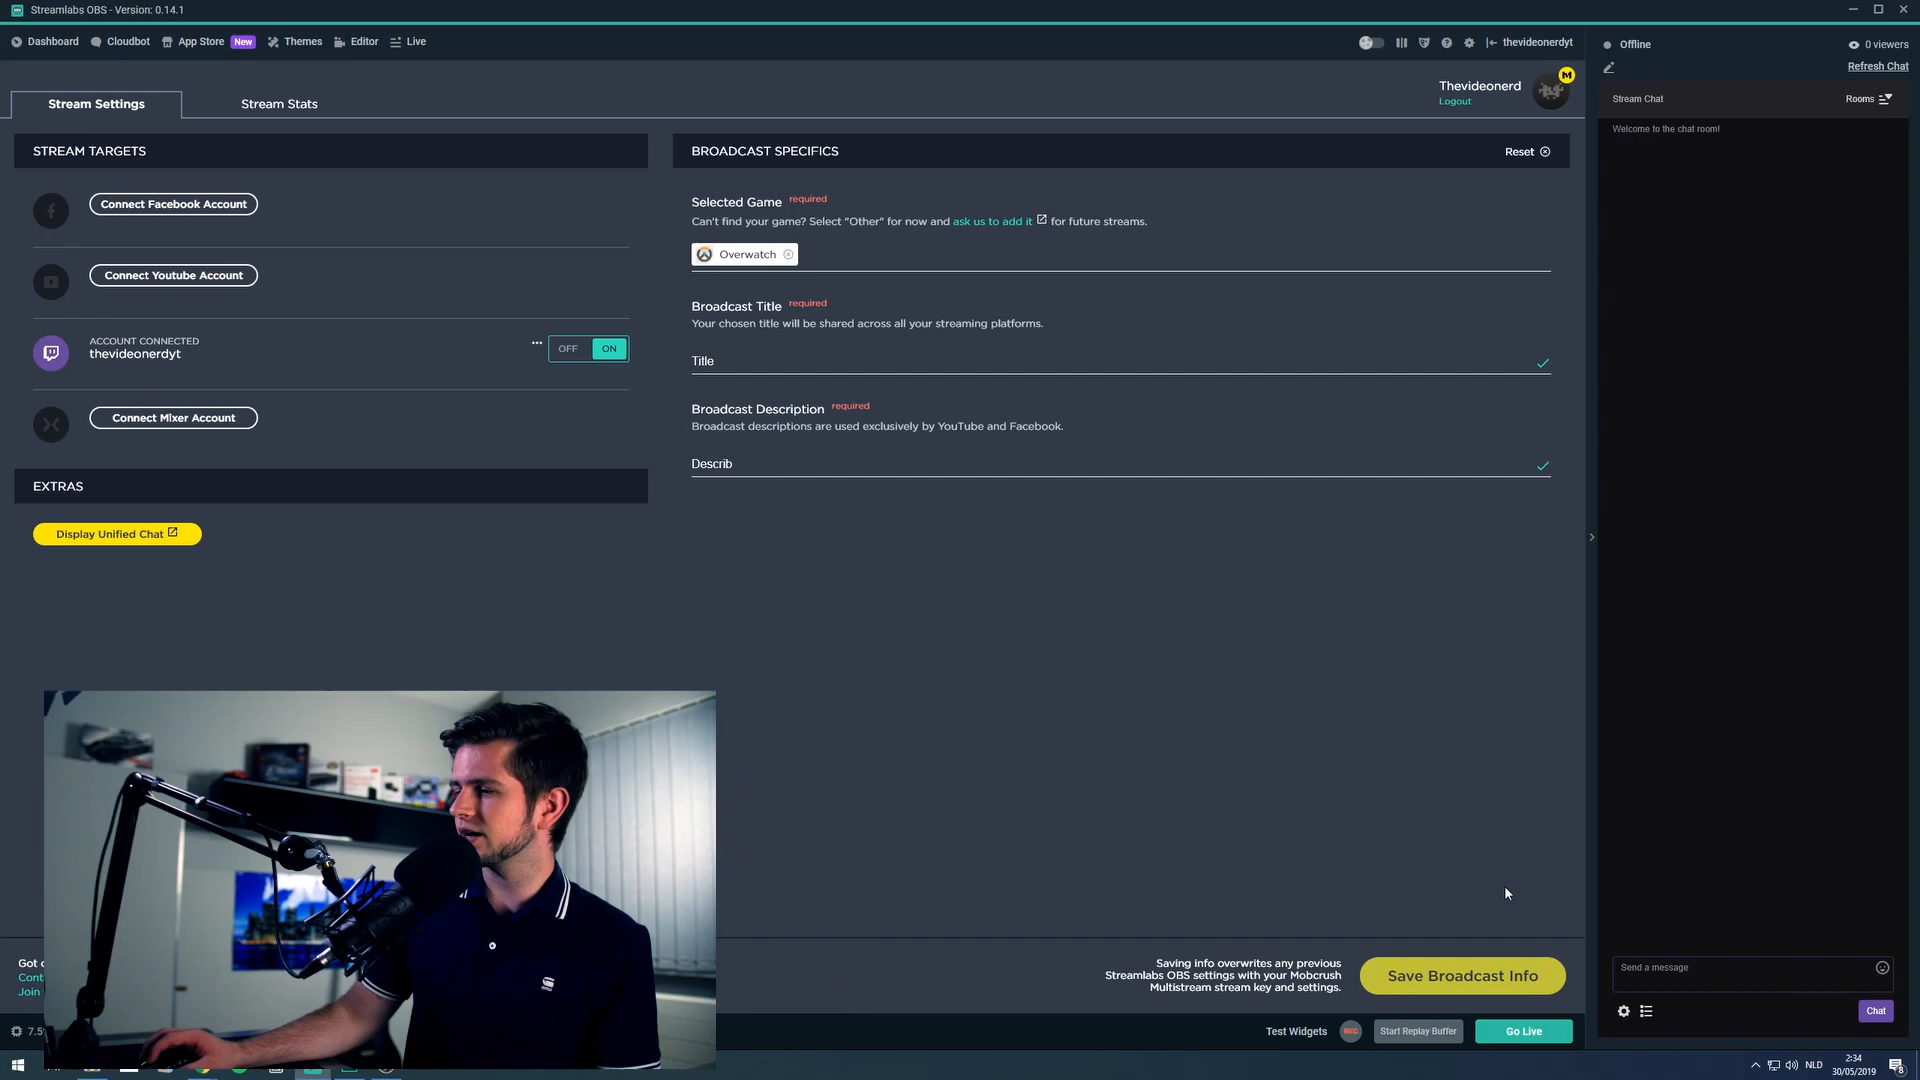 Streamlabs OBS - Version: 0.14.1
Dashboard Cloudbot App Store New Themes Editor Live thevideonerdyt
Offline 0 viewers
Refresh Chat
Stream Settings Stream Stats
Thevideonerd
Logout
Stream Chat Rooms
Welcome to the chat room!
STREAM TARGETS
Connect Facebook Account
Connect Youtube Account
ACCOUNT CONNECTED
thevideonerdyt
OFF ON
Connect Mixer Account
EXTRAS
Display Unified Chat
BROADCAST SPECIFICS Reset
Selected Game required
Can't find your game? Select "Other" for now and ask us to add it for future streams.
Overwatch
Broadcast Title required
Your chosen title will be shared across all your streaming platforms.
Title
Broadcast Description required
Broadcast descriptions are used exclusively by YouTube and Facebook.
Describ
Got
Cont
Join
Saving info overwrites any previous
Streamlabs OBS settings with your Mobcrush
Multistream stream key and settings.
Save Broadcast Info
Send a message
Chat
7.5
Test Widgets REC Start Replay Buffer Go Live
NLD
2:34
30/05/2019